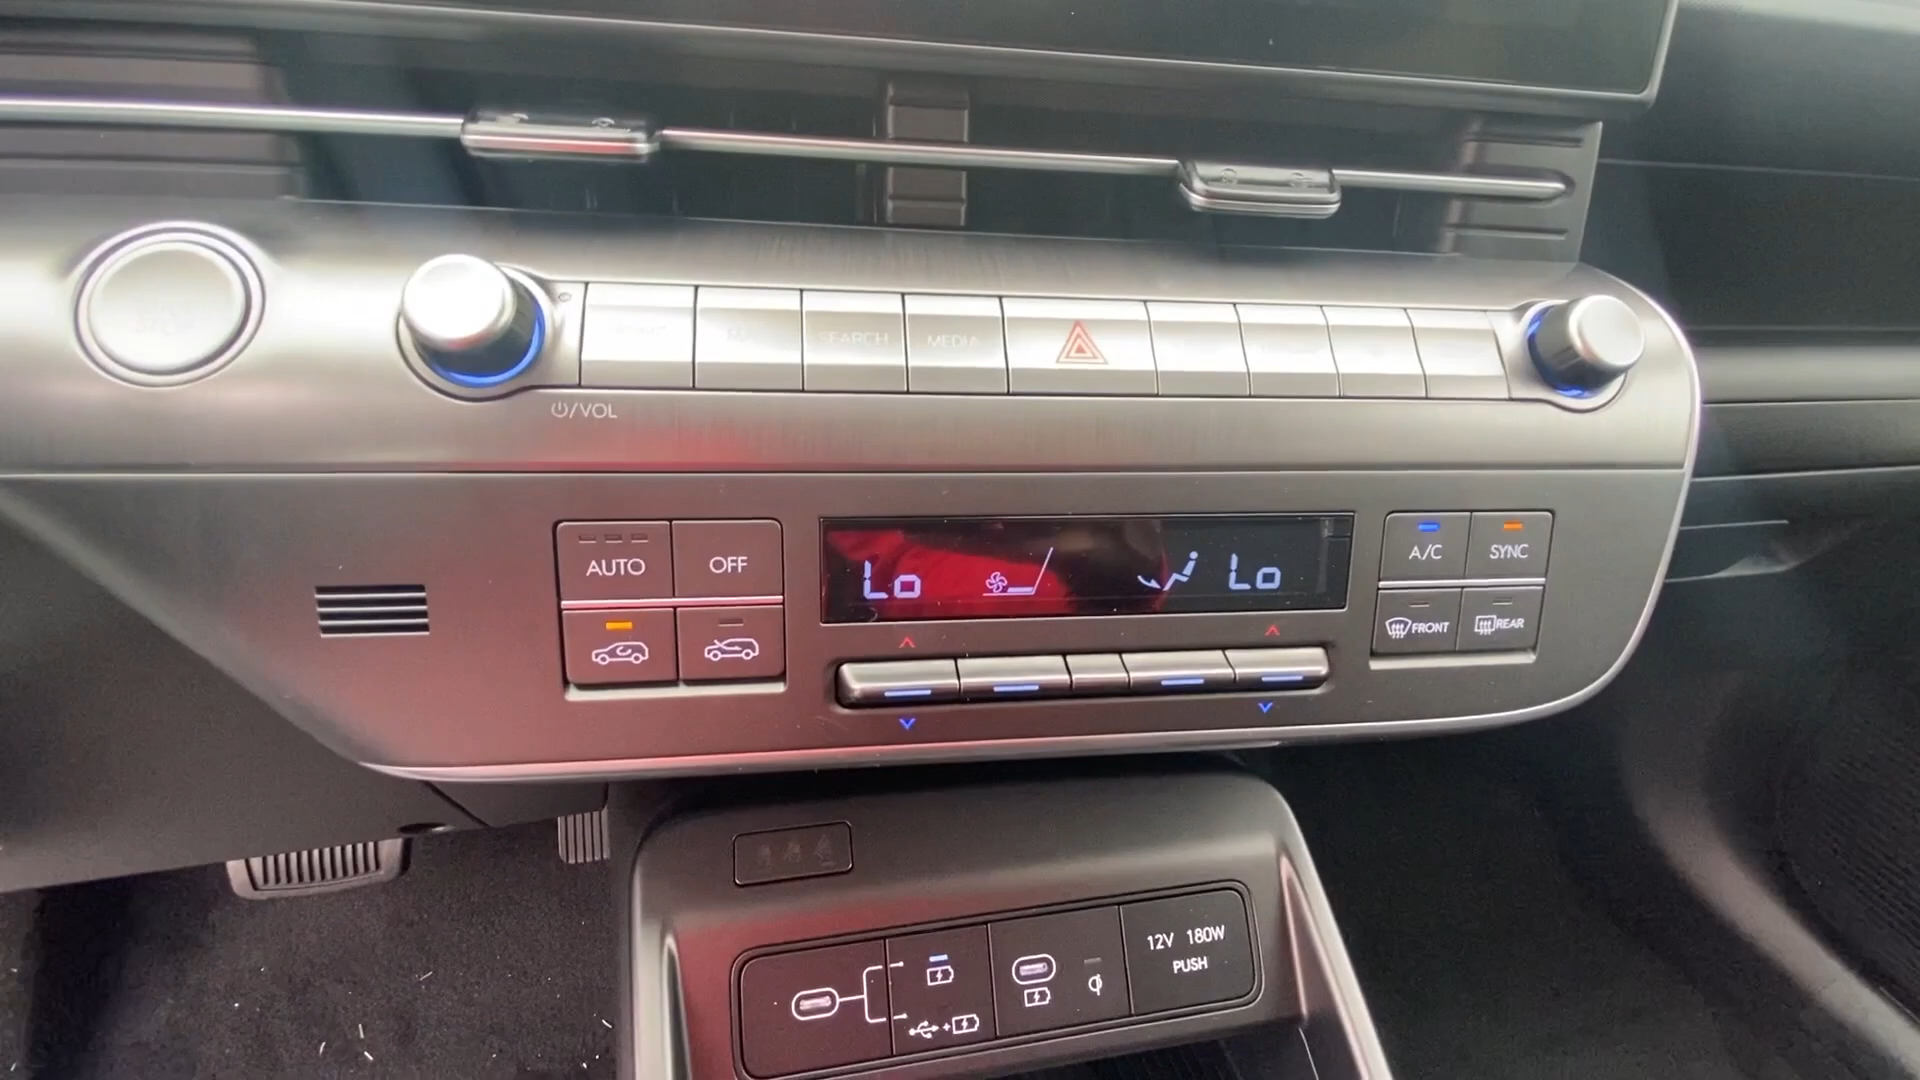 SEARCH
MEDIA
/VOL
AUTO
OFF
Lo
Lo
A/C
SYNC
FRONT
REAR
12V 180W
PUSH